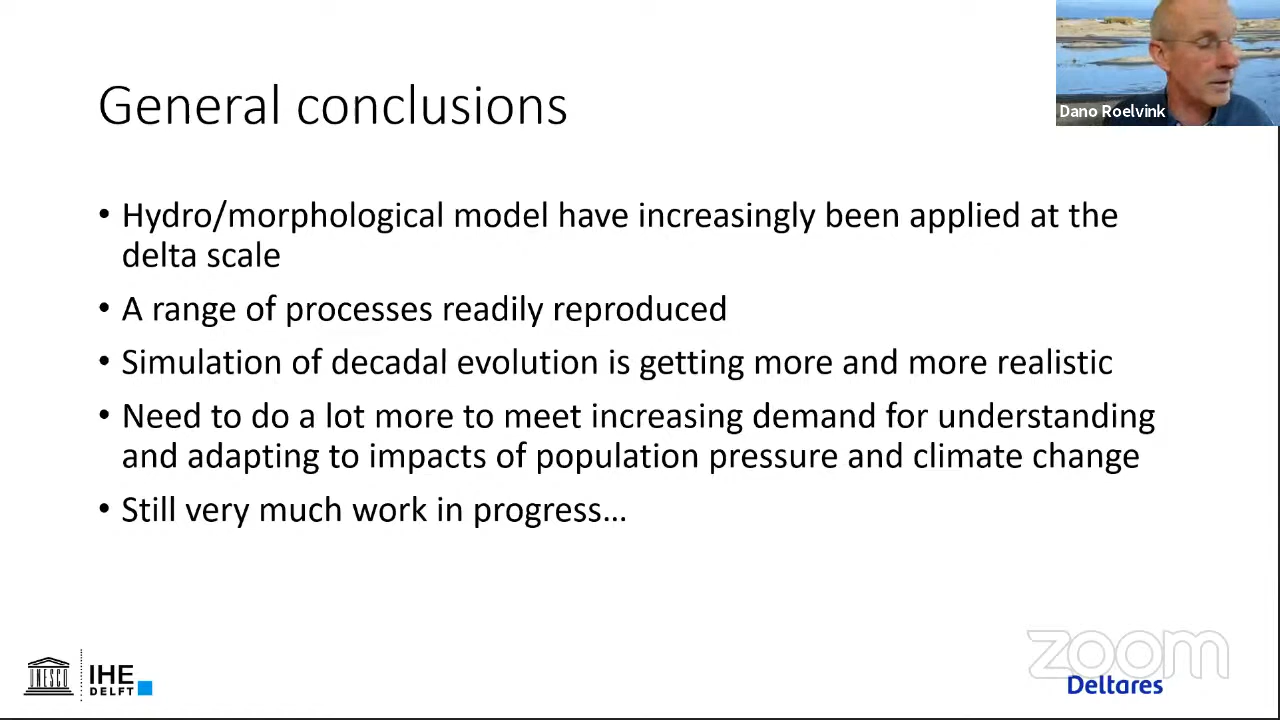 General conclusions
Dano Roelvink
• Hydro/morphological model have increasingly been applied at the
delta scale
• A range of processes readily reproduced
• Simulation of decadal evolution is getting more and more realistic
• Need to do a lot more to meet increasing demand for understanding
and adapting to impacts of population pressure and climate change
• Still very much work in progress…
UNESCO
IHE
DELFT
zoom
Deltares